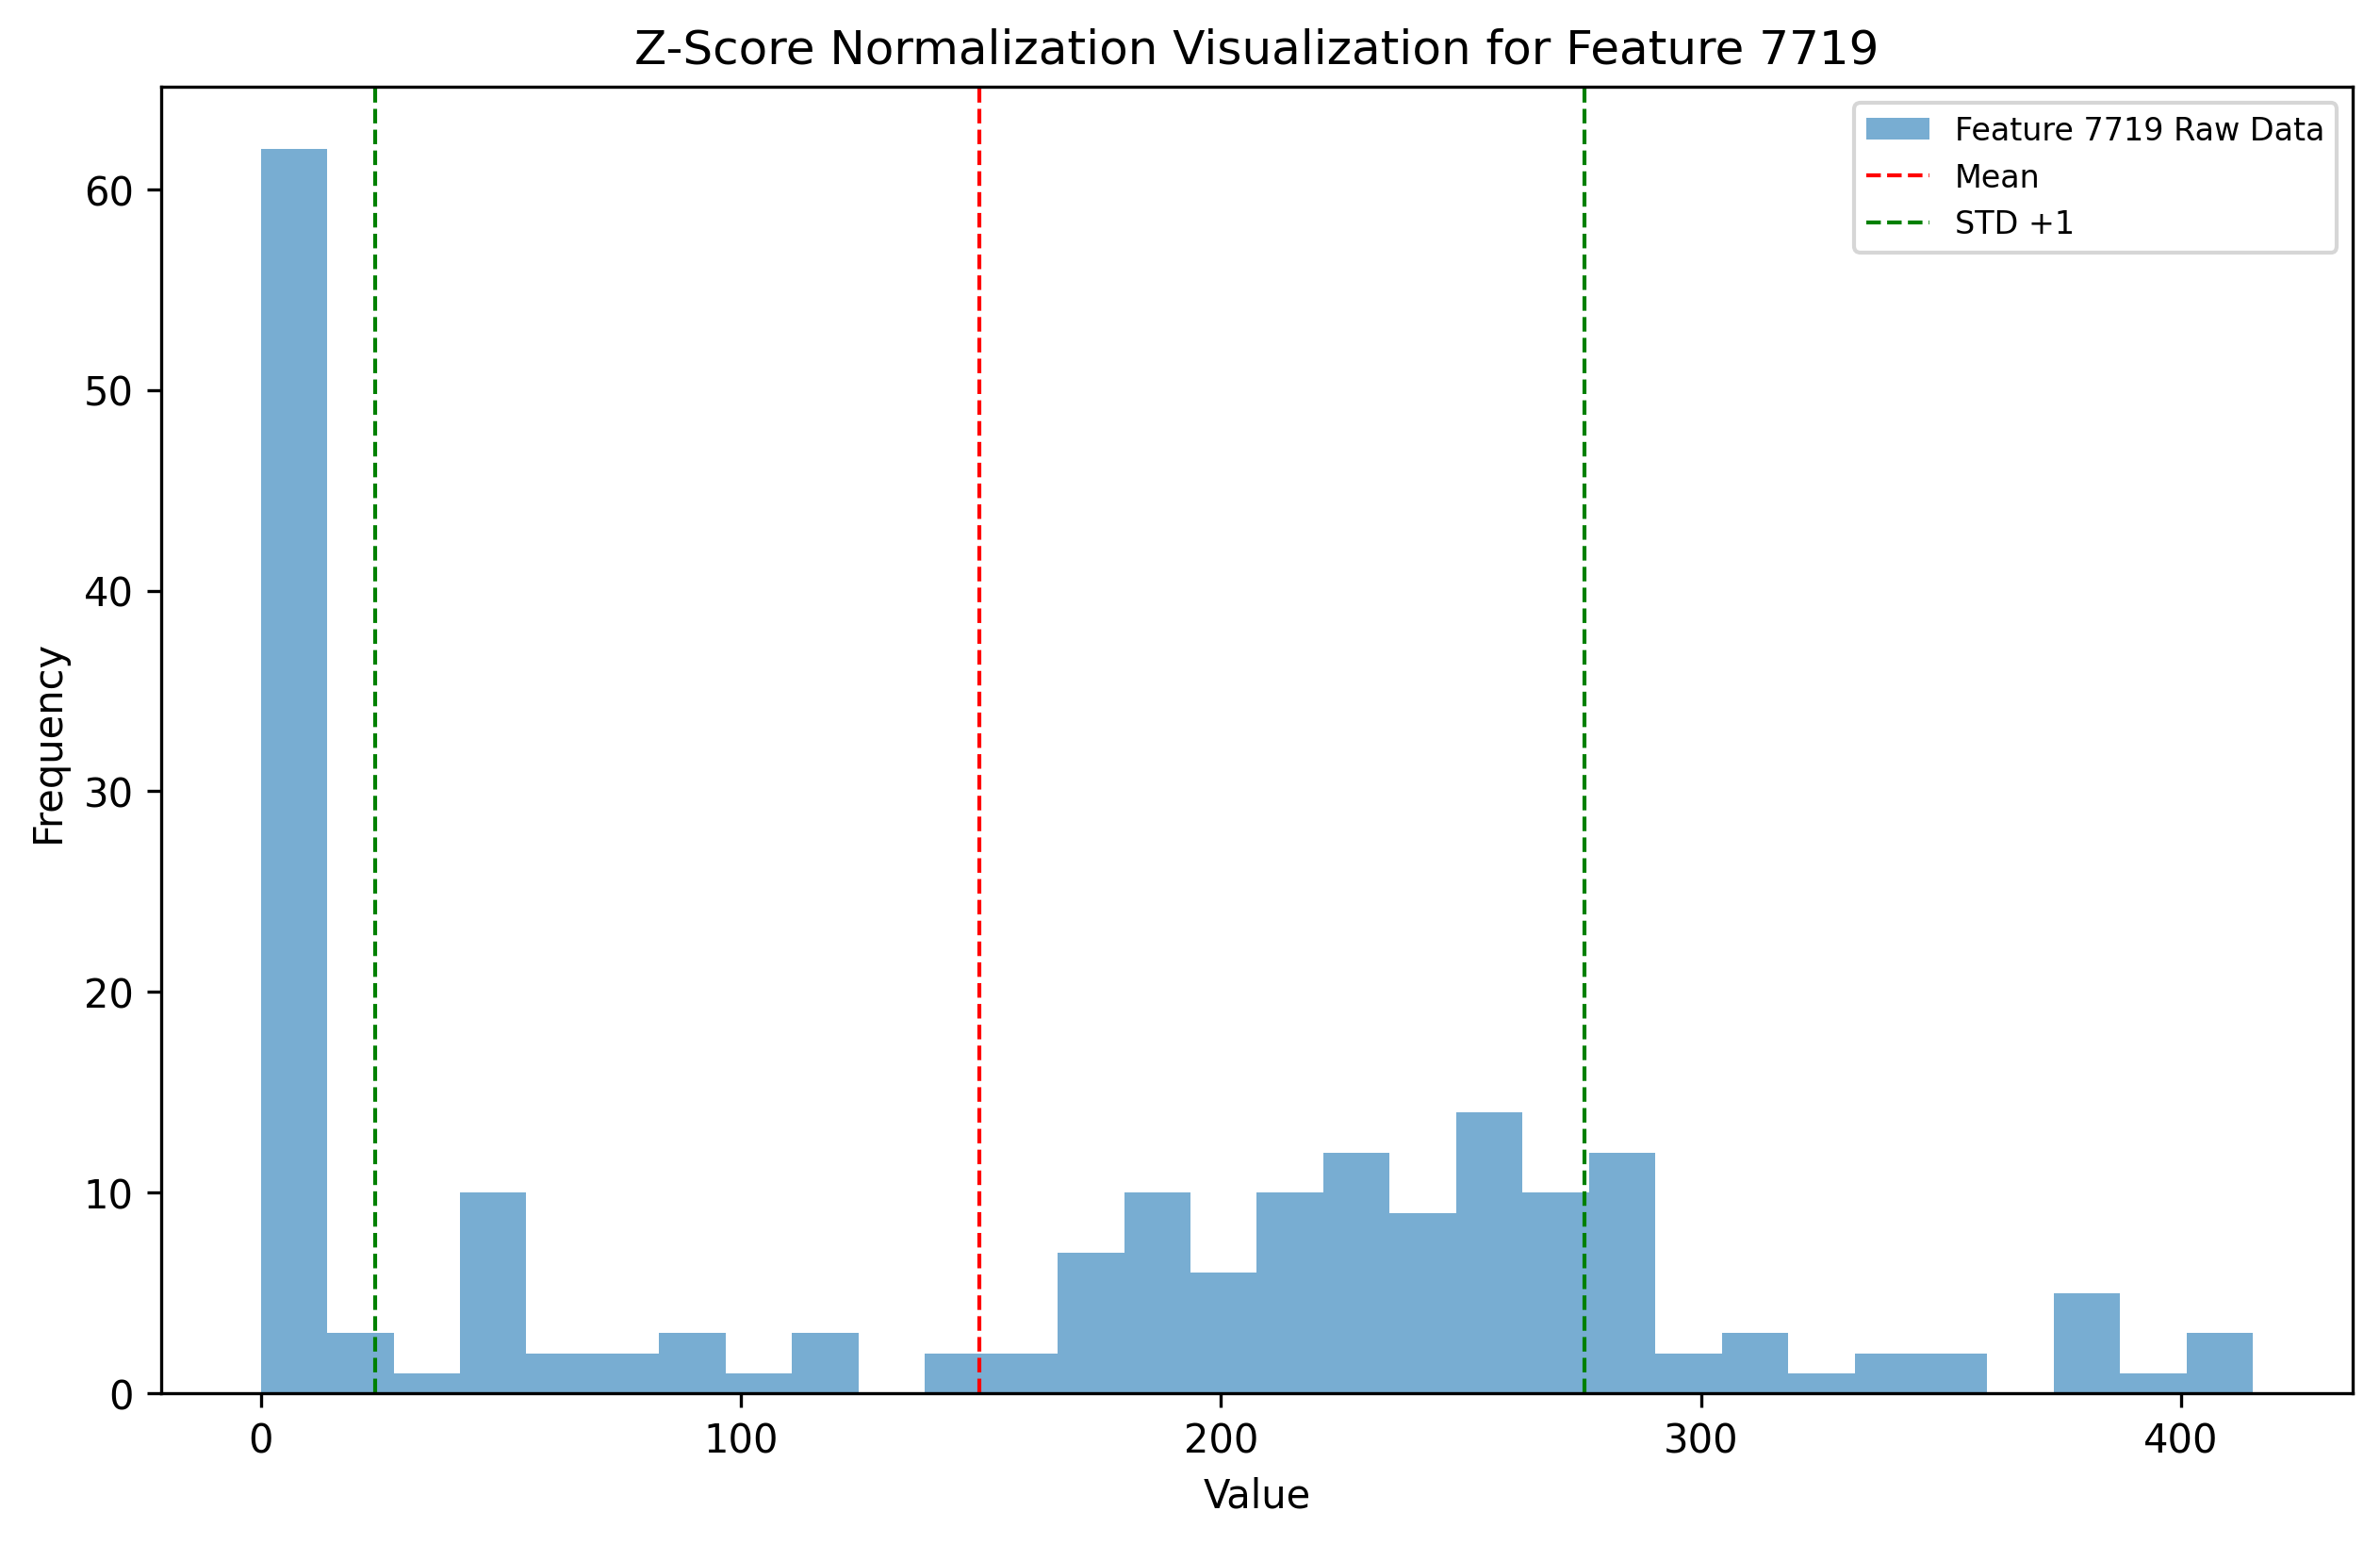 Z-Score Normalization Visualization for Feature 7719
Feature 7719 Raw Data
Mean
STD +1
60
50
40
30
20
10
0
Frequency
0 100 200 300 400
Value